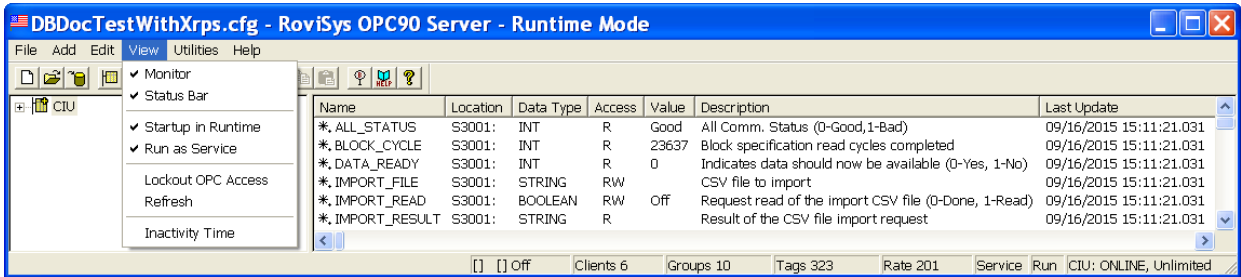 DBDocTestWithXrps.cfg - RoviSys OPC90 Server - Runtime Mode
File Add Edit View Utilities Help
HELP
Monitor
Status Bar
Startup in Runtime
Run as Service
Lockout OPC Access
Refresh
Inactivity Time
CIU
Name Location Data Type Access Value Description Last Update
ALL_STATUS S3001: INT R Good All Comm. Status (0-Good,1-Bad) 09/16/2015 15:11:21.031
BLOCK_CYCLE S3001: INT R 23637 Block specification read cycles completed 09/16/2015 15:11:21.031
DATA_READY S3001: INT R 0 Indicates data should now be available (0-Yes, 1-No) 09/16/2015 15:11:21.031
IMPORT_FILE S3001: STRING RW CSV file to import 09/16/2015 15:11:21.031
IMPORT_READ S3001: BOOLEAN RW Off Request read of the import CSV file (0-Done, 1-Read) 09/16/2015 15:11:21.031
IMPORT_RESULT S3001: STRING R Result of the CSV file import request 09/16/2015 15:11:21.031
[] [] Off Clients 6 Groups 10 Tags 323 Rate 201 Service Run CIU: ONLINE, Unlimited